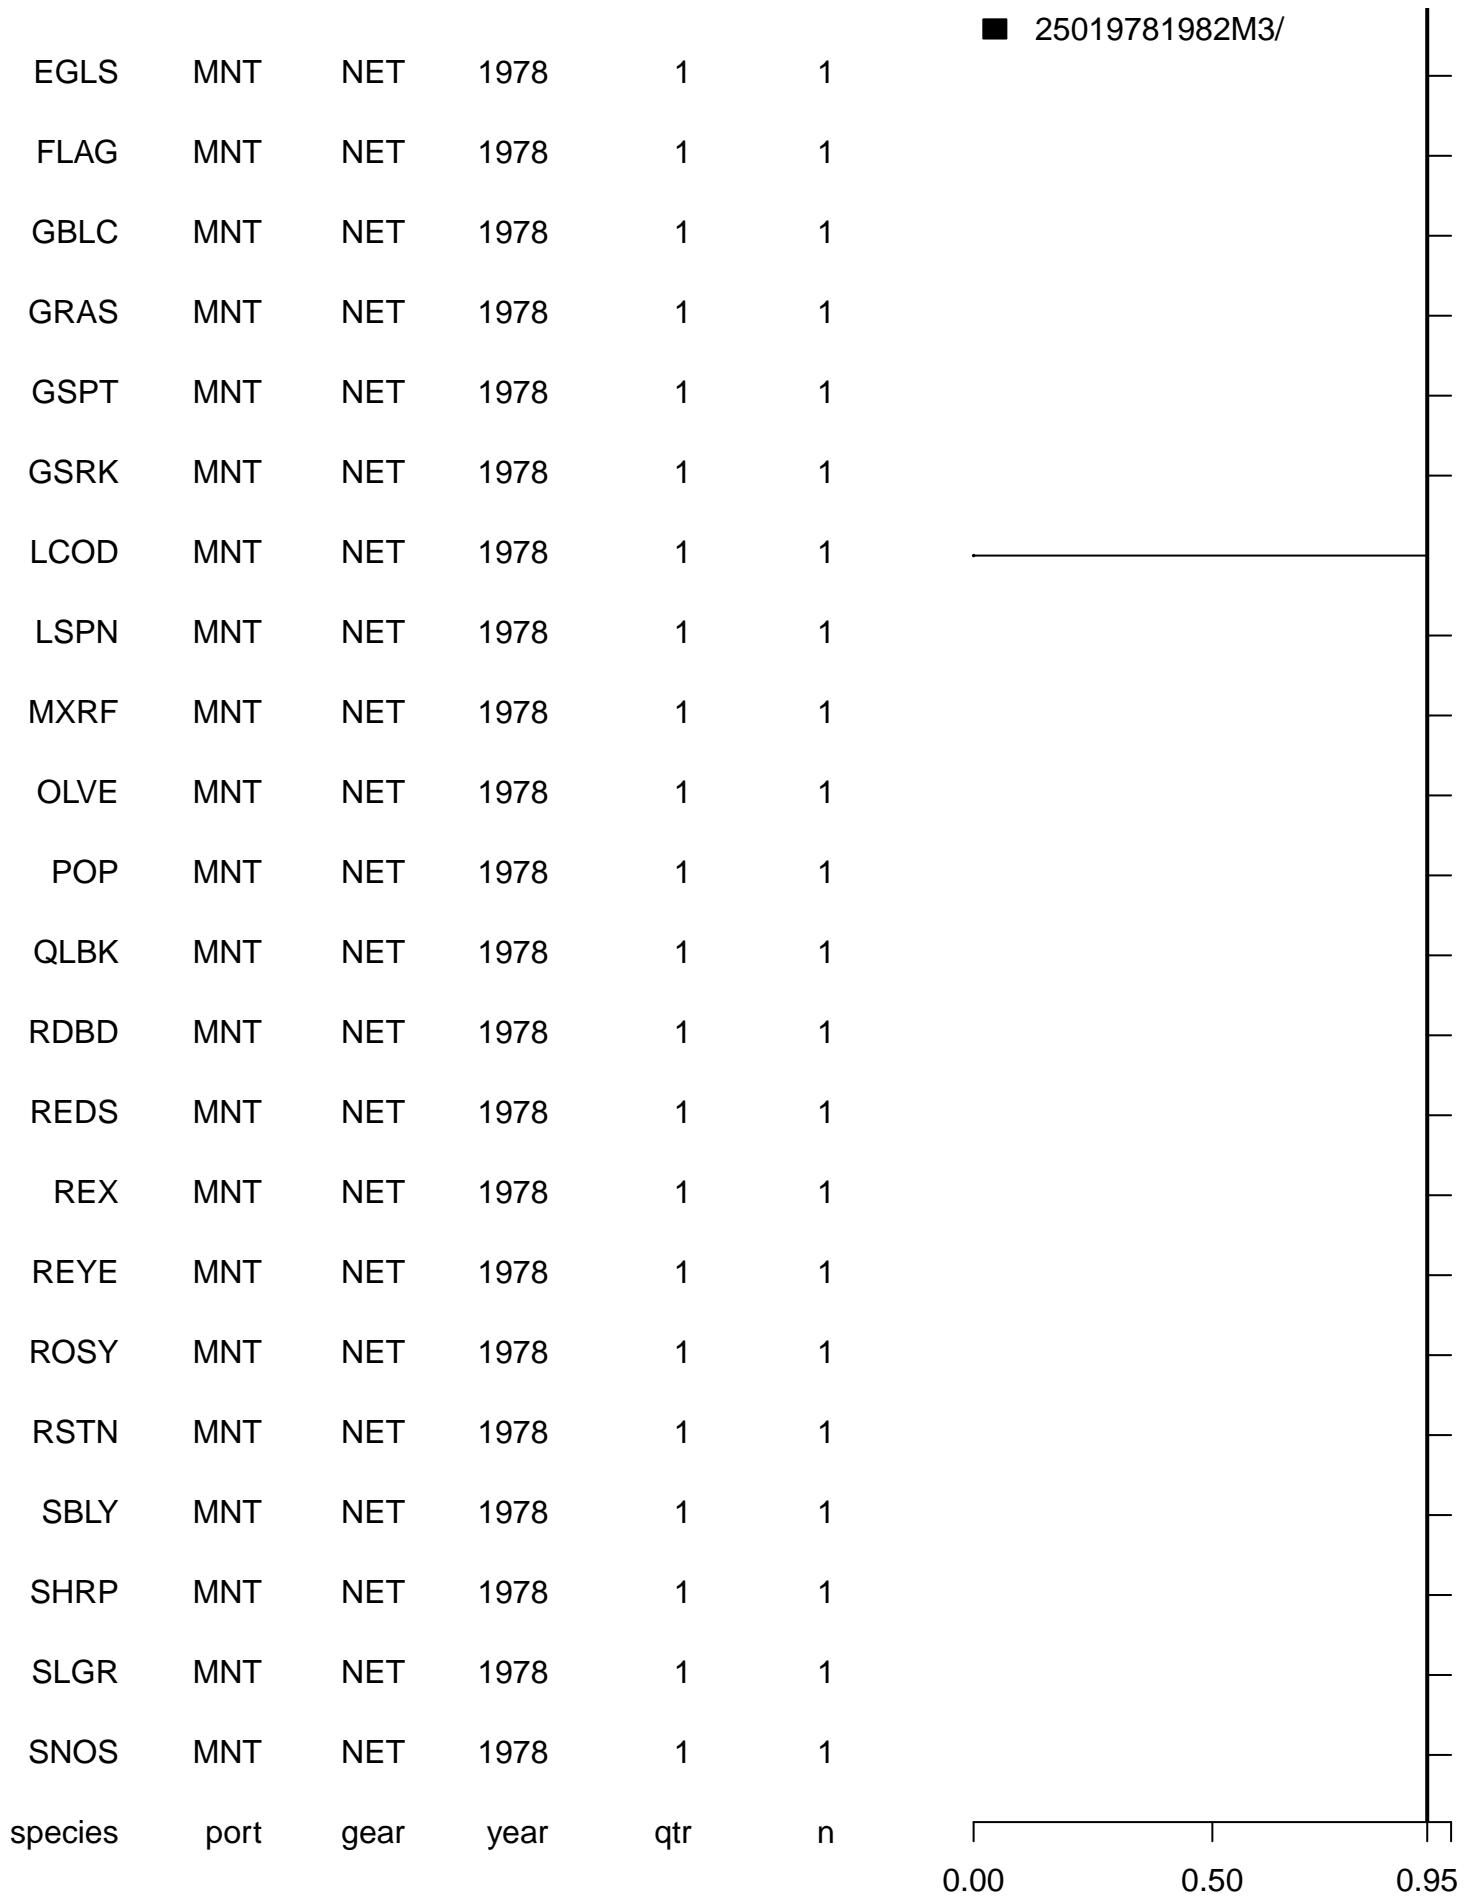 25019781982M3/
EGLS MNT NET 1978 1 1
FLAG MNT NET 1978 1 1
GBLC MNT NET 1978 1 1
GRAS MNT NET 1978 1 1
GSPT MNT NET 1978 1 1
GSRK MNT NET 1978 1 1
LCOD MNT NET 1978 1 1
LSPN MNT NET 1978 1 1
MXRF MNT NET 1978 1 1
OLVE MNT NET 1978 1 1
POP MNT NET 1978 1 1
QLBK MNT NET 1978 1 1
RDBD MNT NET 1978 1 1
REDS MNT NET 1978 1 1
REX MNT NET 1978 1 1
REYE MNT NET 1978 1 1
ROSY MNT NET 1978 1 1
RSTN MNT NET 1978 1 1
SBLY MNT NET 1978 1 1
SHRP MNT NET 1978 1 1
SLGR MNT NET 1978 1 1
SNOS MNT NET 1978 1 1
species port gear year qtr n
0.00 0.50 0.95